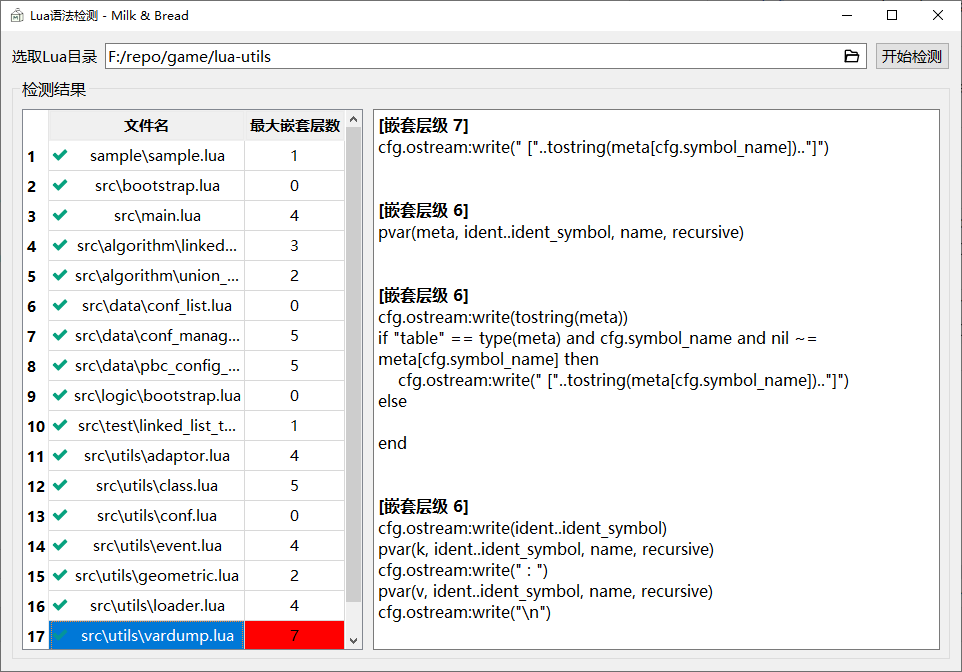 Lua语法检测 - Milk & Bread
选取Lua目录 F:/repo/game/lua-utils 开始检测
检测结果
文件名 最大嵌套层数
1 sample\sample.lua 1
2 src\bootstrap.lua 0
3 src\main.lua 4
4 src\algorithm\linked... 3
5 src\algorithm\union_... 2
6 src\data\conf_list.lua 0
7 src\data\conf_manag... 5
8 src\data\pbc_config_... 5
9 src\logic\bootstrap.lua 0
10 src\test\linked_list_t... 1
11 src\utils\adaptor.lua 4
12 src\utils\class.lua 5
13 src\utils\conf.lua 0
14 src\utils\event.lua 4
15 src\utils\geometric.lua 2
16 src\utils\loader.lua 4
17 src\utils\vardump.lua 7
[嵌套层级 7]
cfg.ostream:write(" ["..tostring(meta[cfg.symbol_name]).."]")
[嵌套层级 6]
pvar(meta, ident..ident_symbol, name, recursive)
[嵌套层级 6]
cfg.ostream:write(tostring(meta))
if "table" == type(meta) and cfg.symbol_name and nil ~=
meta[cfg.symbol_name] then
cfg.ostream:write(" ["..tostring(meta[cfg.symbol_name]).."]")
else
end
[嵌套层级 6]
cfg.ostream:write(ident..ident_symbol)
pvar(k, ident..ident_symbol, name, recursive)
cfg.ostream:write(" : ")
pvar(v, ident..ident_symbol, name, recursive)
cfg.ostream:write("\n")